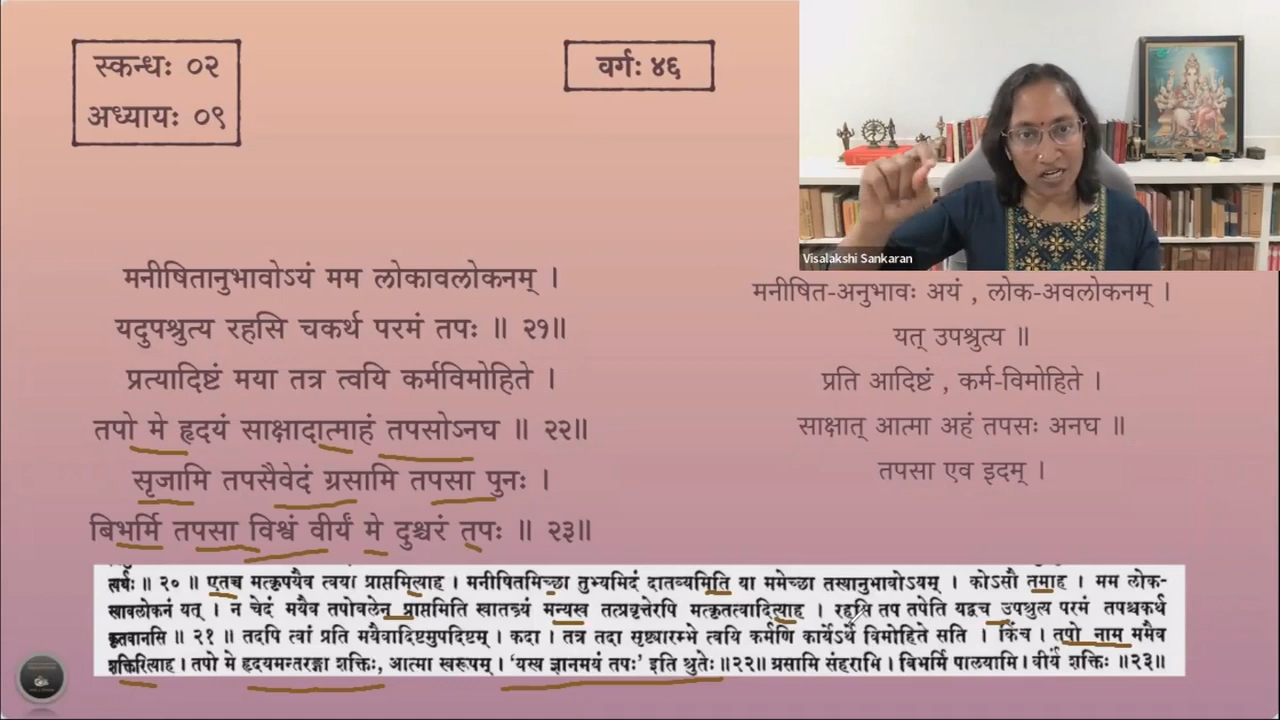 स्कन्धः ०२
अध्यायः ०९
वर्गः ४६
Visalakshi Sankaran
मनीषितानुभावोऽयं मम लोकावलोकनम् ।
यदुपश्रुत्य रहसि चकर्थ परमं तपः ॥ २१॥
प्रत्यादिष्टं मया तत्र त्वयि कर्मविमोहिते ।
तपो मे हृदयं साक्षादात्माहं तपसोऽनघ ॥ २२॥
सृजामि तपसैवेदं ग्रसामि तपसा पुनः ।
बिभर्मि तपसा विश्वं वीर्यं मे दुश्चरं तपः ॥ २३॥
मनीषित-अनुभावः अयं , लोक-अवलोकनम् ।
यत् उपश्रुत्य ॥
प्रति आदिष्टं , कर्म-विमोहिते ।
साक्षात् आत्मा अहं तपसः अनघ ॥
तपसा एव इदम् ।
त्यर्थः ॥ २० ॥ एतच्च मत्कृपयैव त्वया प्राप्तमित्याह । मनीषितमिच्छा तुभ्यमिदं दातव्यमिति या ममेच्छा तस्यानुभावोऽयम् । कोऽसौ तमाह । मम लोक-
स्यावलोकनं यत् । न चेदं मयैव तपोबलेन प्राप्तमिति स्वातन्त्र्यं मन्यस्व तत्प्रवृत्तेरपि मत्कृतत्वादित्याह । रहसि तप तपेति यद्वच उपश्रुत्य परमं तपश्चकर्थ
कृतवानसि ॥ २१ ॥ तदपि त्वां प्रति मयैवादिष्टमुपदिष्टम् । कदा । तत्र तदा सृष्ट्यारम्भे त्वयि कर्मणि कार्येऽर्थे विमोहिते सति । किंच । तपो नाम ममैव
शक्तिरित्याह । तपो मे हृदयमन्तरङ्गा शक्तिः, आत्मा स्वरूपम् । ‘यस्य ज्ञानमयं तपः’ इति श्रुतेः ॥२२॥ ग्रसामि संहरामि । बिभर्मि पालयामि । वीर्यं शक्तिः ॥२३॥